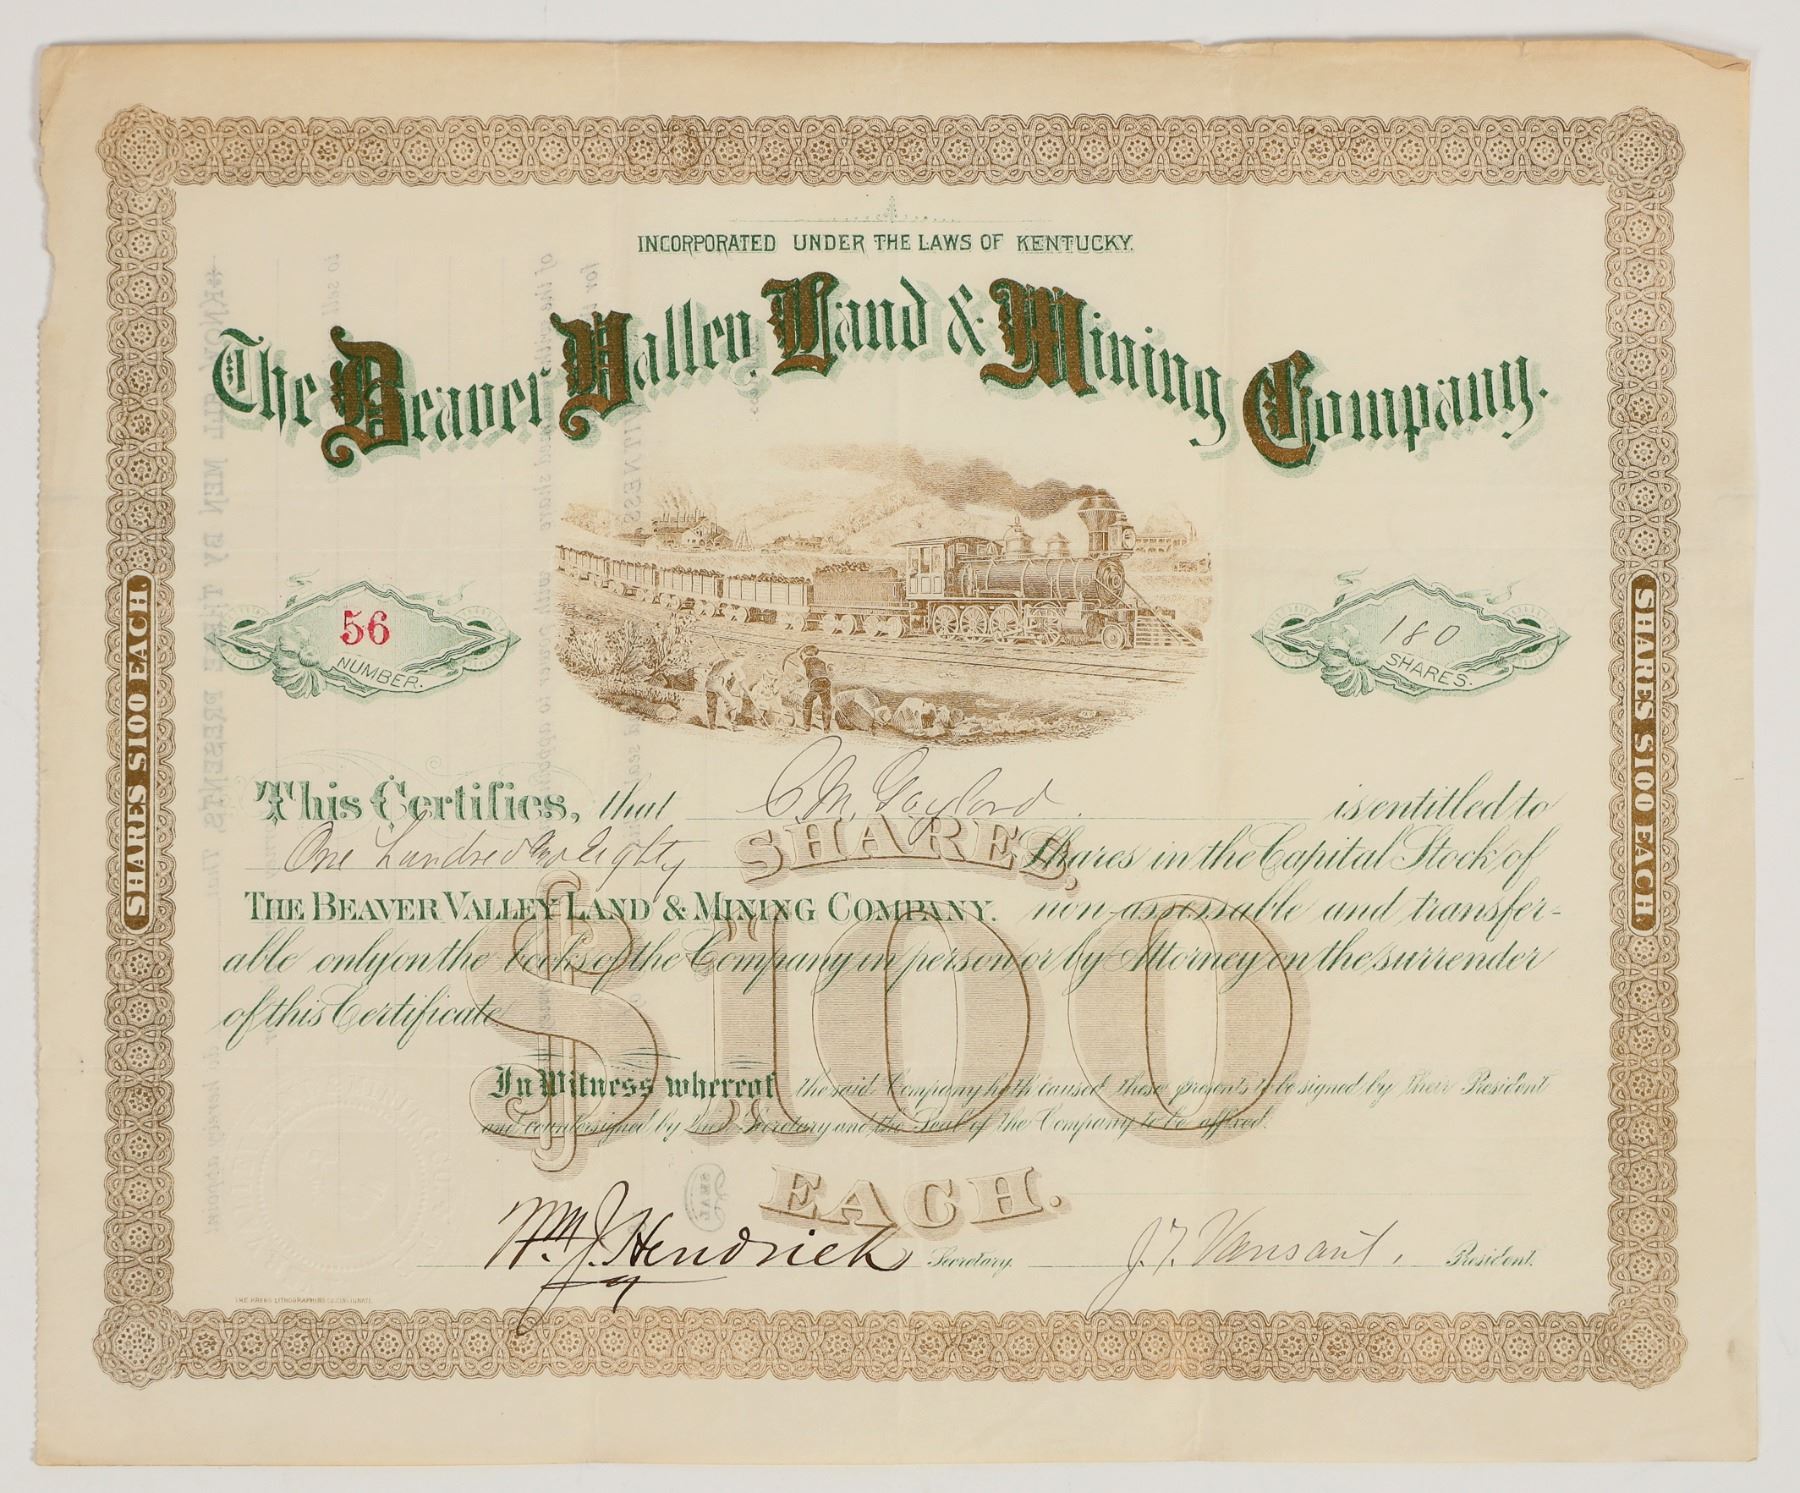 INCORPORATED UNDER THE LAWS OF KENTUCKY.
The Beaver Valley Land & Mining Company.
56
NUMBER.
180
SHARES.
SHARES $100 EACH.
SHARES $100 EACH.
This Certifies, that C. M. Gaylord is entitled to
One hundred and Eighty Shares in the Capital Stock of
SHARES,
THE BEAVER VALLEY LAND & MINING COMPANY. non-assessable and transfer-
able only on the books of the Company in person or by Attorney on the surrender
of this Certificate
$100
In Witness whereof the said Company hath caused these presents to be signed by their President
and countersigned by their Secretary and the Seal of the Company to be affixed.
EACH.
SEAL
Wm. J. Hendrick Secretary. J. T. Vansant. President.